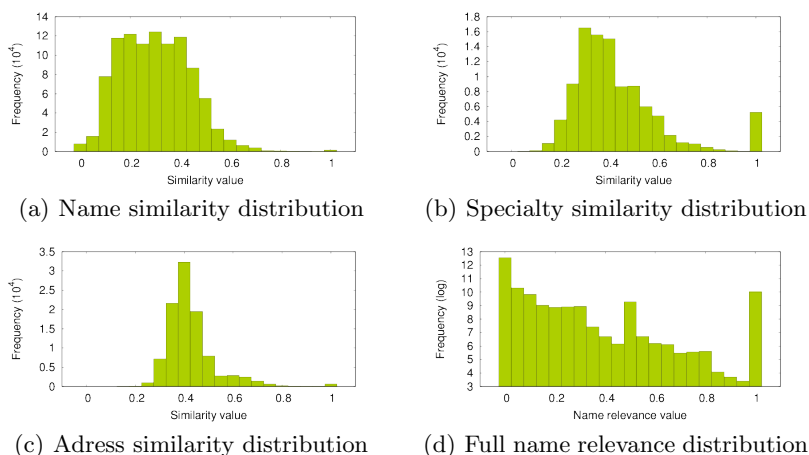 Frequency (10^4)
14
12
10
8
6
4
2
0
0 0.2 0.4 0.6 0.8 1
Similarity value
(a) Name similarity distribution
Frequency (10^4)
1.8
1.6
1.4
1.2
1
0.8
0.6
0.4
0.2
0
0 0.2 0.4 0.6 0.8 1
Similarity value
(b) Specialty similarity distribution
Frequency (10^4)
3.5
3
2.5
2
1.5
1
0.5
0
0 0.2 0.4 0.6 0.8 1
Similarity value
(c) Adress similarity distribution
Frequency (log)
13
12
11
10
9
8
7
6
5
4
3
0 0.2 0.4 0.6 0.8 1
Name relevance value
(d) Full name relevance distribution